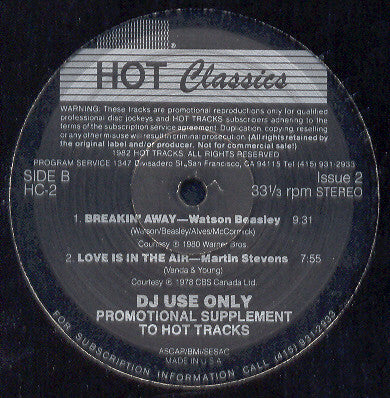 HOT Classics
WARNING: These tracks are promotional reproductions only for qualified
professional disc jockeys and HOT TRACKS subscribers adhering to the
terms of the subscription service agreement. Duplication, copying, reselling
or any other misuse will result in criminal prosecution. (All rights reserved by
the original label and/or producer. Not for commercial sale!)
1982 HOT TRACKS. ALL RIGHTS RESERVED
PROGRAM SERVICE 1347 Divisadero St., San Francisco, CA 94115 Tel (415) 931-2933
SIDE B Issue 2
HC-2 33⅓ rpm STEREO
1. BREAKIN' AWAY—Watson Beasley 9:31
(Watson/Beasley/Alves/McCormick)
Courtesy Ⓟ 1980 Warner Bros.
2. LOVE IS IN THE AIR—Martin Stevens 7:55
(Vanda & Young)
Courtesy Ⓟ 1978 CBS Canada Ltd.
DJ USE ONLY
PROMOTIONAL SUPPLEMENT
TO HOT TRACKS
ASCAP/BMI/SESAC
MADE IN U.S.A.
FOR SUBSCRIPTION INFORMATION CALL (415) 931-2933